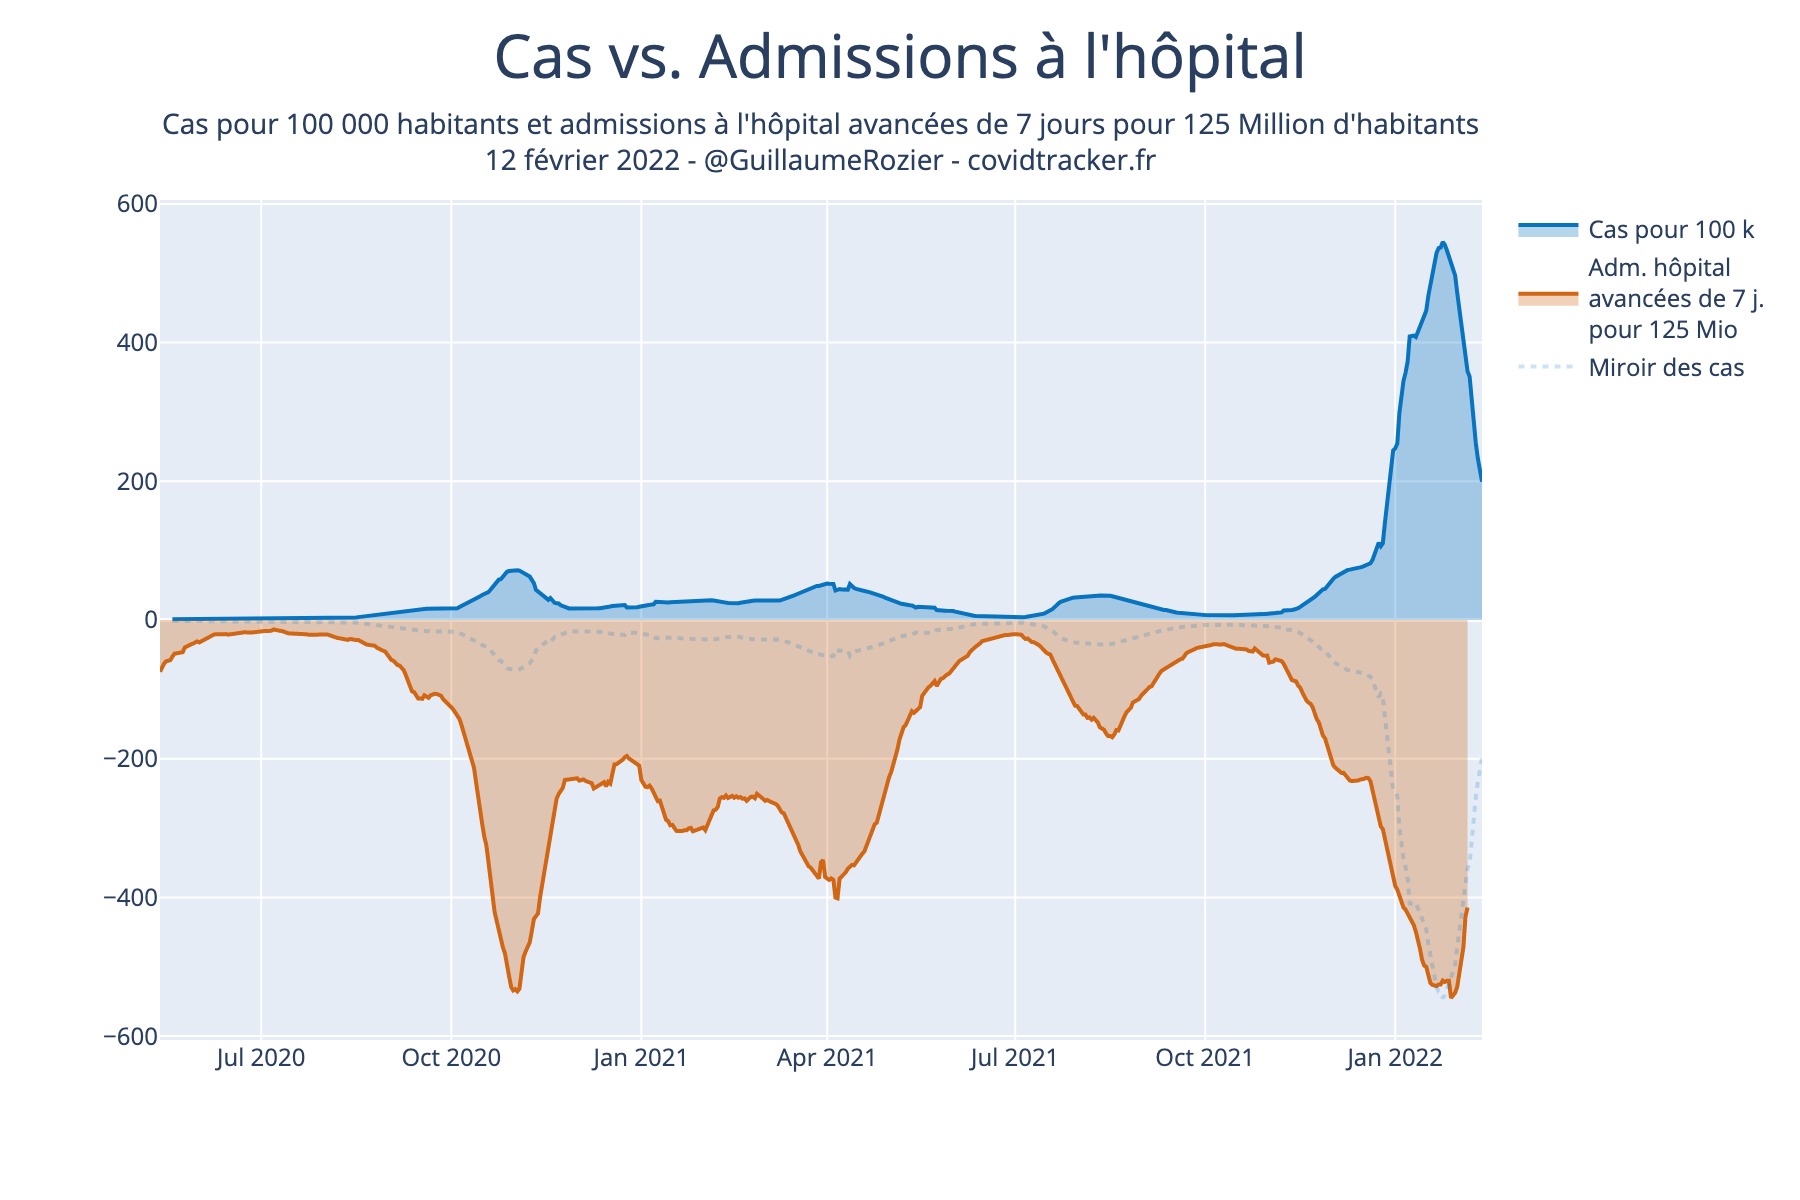 Cas vs. Admissions à l'hôpital
Cas pour 100 000 habitants et admissions à l'hôpital avancées de 7 jours pour 125 Million d'habitants
12 février 2022 - @GuillaumeRozier - covidtracker.fr
600
400
200
0
−200
−400
−600
Jul 2020
Oct 2020
Jan 2021
Apr 2021
Jul 2021
Oct 2021
Jan 2022
Cas pour 100 k
Adm. hôpital
avancées de 7 j.
pour 125 Mio
Miroir des cas